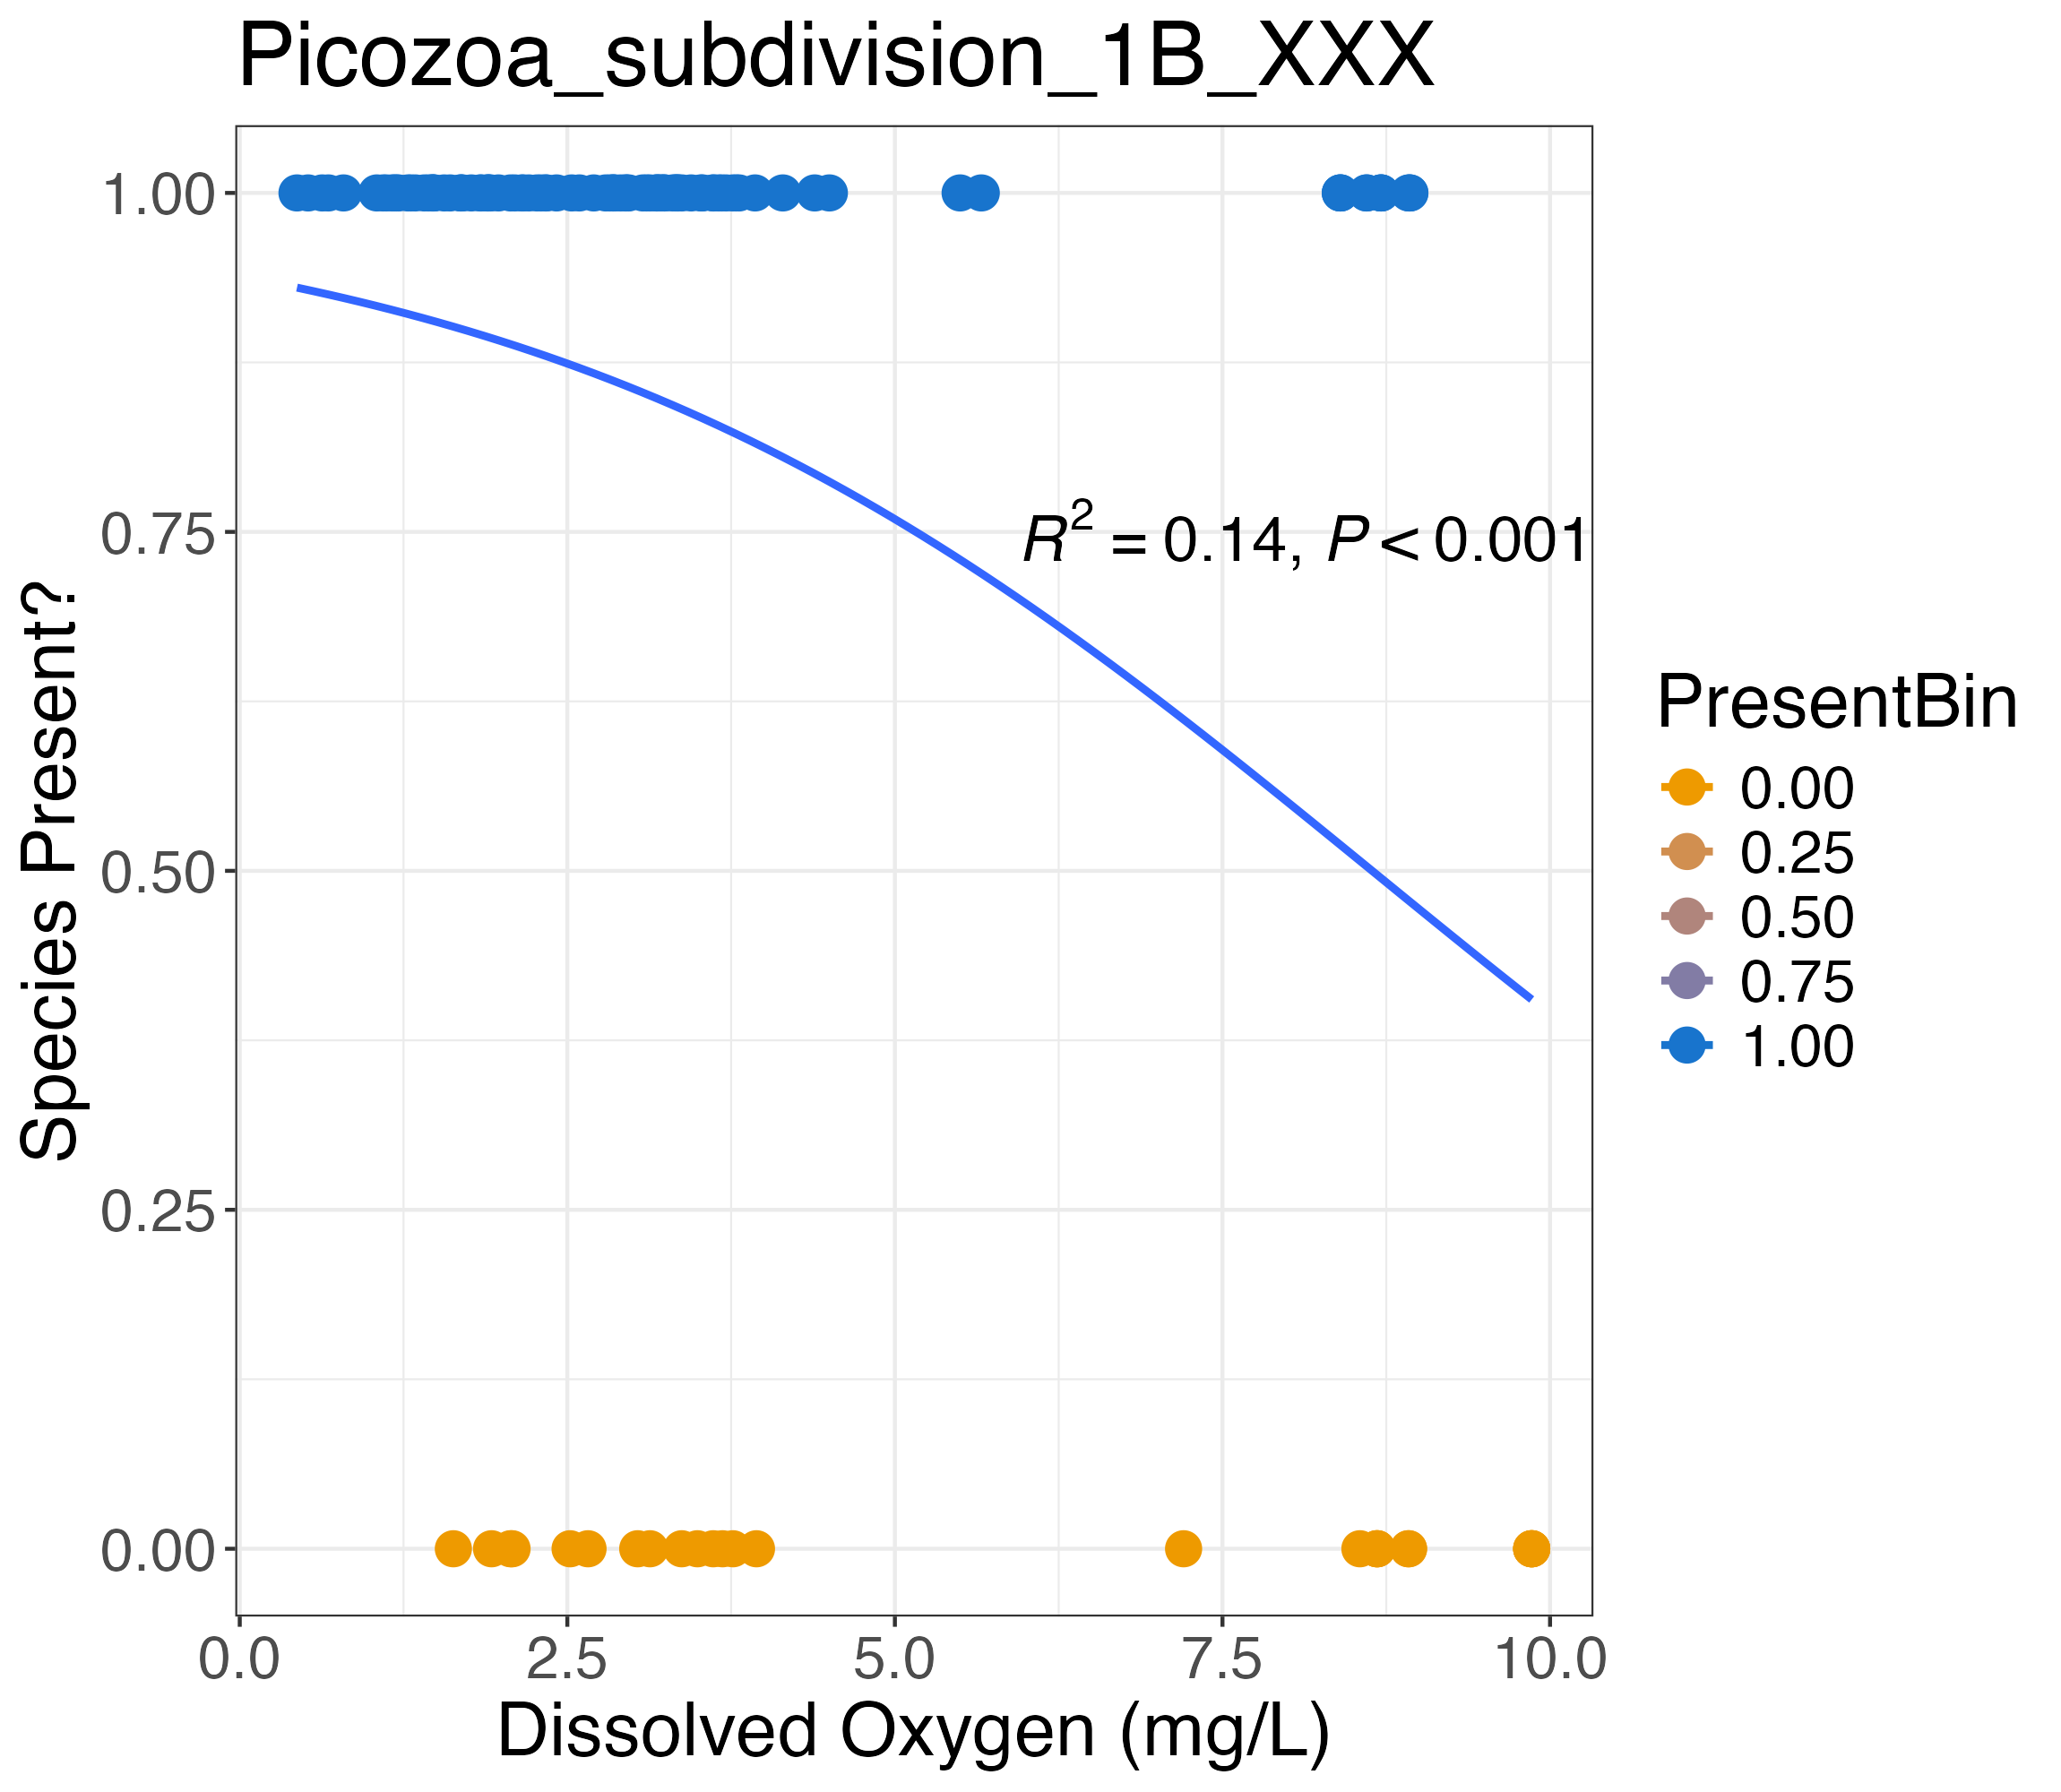 Picozoa_subdivision_1B_XXX
Species Present?
1.00
0.75
0.50
0.25
0.00
R² = 0.14, P < 0.001
0.0 2.5 5.0 7.5 10.0
Dissolved Oxygen (mg/L)
PresentBin
0.00
0.25
0.50
0.75
1.00